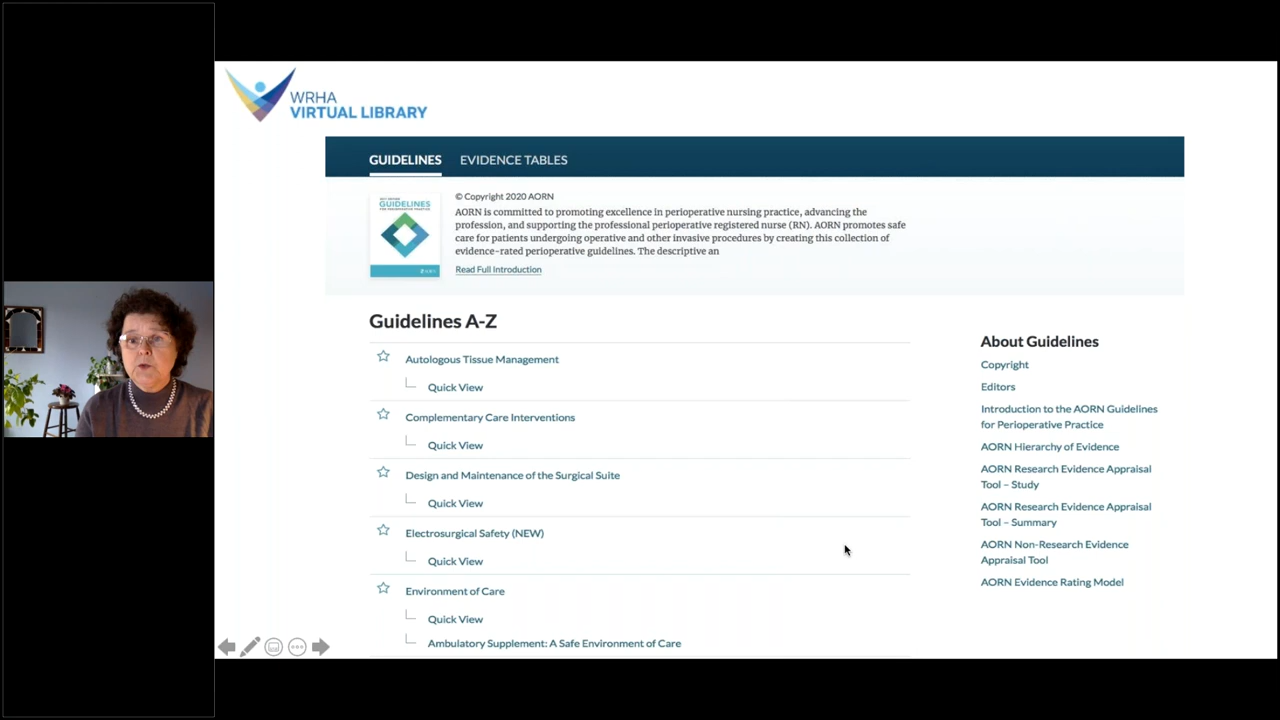 WRHA
VIRTUAL LIBRARY
GUIDELINES
EVIDENCE TABLES
GUIDELINES
© Copyright 2020 AORN
AORN is committed to promoting excellence in perioperative nursing practice, advancing the
profession, and supporting the professional perioperative registered nurse (RN). AORN promotes safe
care for patients undergoing operative and other invasive procedures by creating this collection of
evidence-rated perioperative guidelines. The descriptive an
Read Full Introduction
Guidelines A-Z
Autologous Tissue Management
Quick View
Complementary Care Interventions
Quick View
Design and Maintenance of the Surgical Suite
Quick View
Electrosurgical Safety (NEW)
Quick View
Environment of Care
Quick View
Ambulatory Supplement: A Safe Environment of Care
About Guidelines
Copyright
Editors
Introduction to the AORN Guidelines
for Perioperative Practice
AORN Hierarchy of Evidence
AORN Research Evidence Appraisal
Tool – Study
AORN Research Evidence Appraisal
Tool – Summary
AORN Non-Research Evidence
Appraisal Tool
AORN Evidence Rating Model